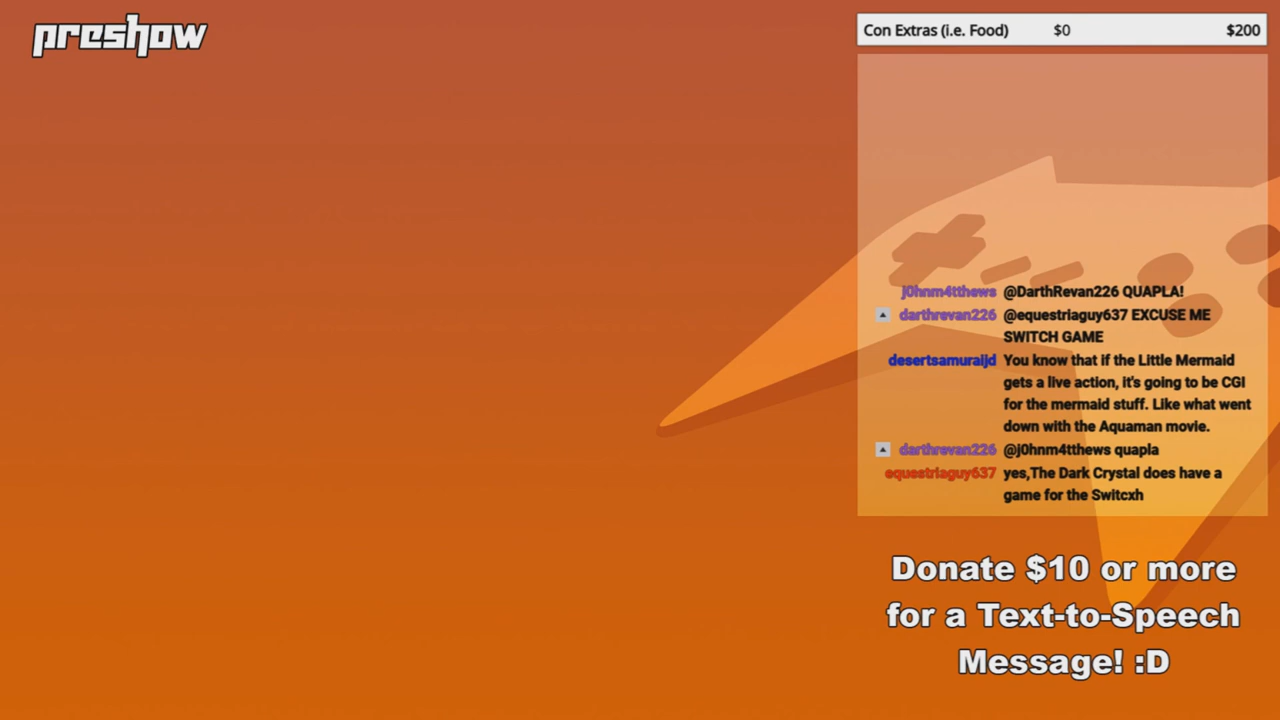 preshow
Con Extras (i.e. Food) $0 $200
j0hnm4tthews @DarthRevan226 QUAPLA!
darthrevan226 @equestriaguy637 EXCUSE ME
SWITCH GAME
desertsamuraijd You know that if the Little Mermaid
gets a live action, it's going to be CGI
for the mermaid stuff. Like what went
down with the Aquaman movie.
darthrevan226 @j0hnm4tthews quapla
equestriaguy637 yes,The Dark Crystal does have a
game for the Switcxh
Donate $10 or more
for a Text-to-Speech
Message! :D